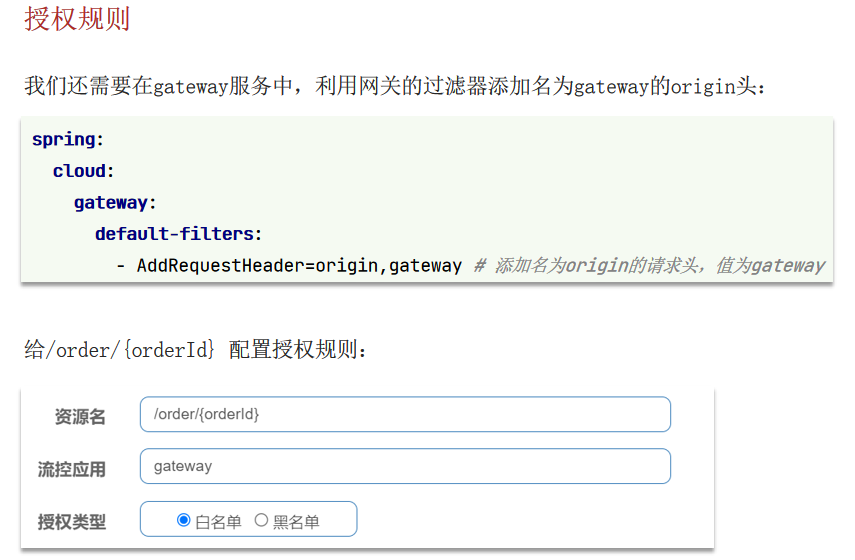 授权规则
我们还需要在gateway服务中，利用网关的过滤器添加名为gateway的origin头：
spring:
  cloud:
    gateway:
      default-filters:
        - AddRequestHeader=origin,gateway # 添加名为origin的请求头，值为gateway
给/order/{orderId} 配置授权规则：
资源名 /order/{orderId}
流控应用 gateway
授权类型 白名单 黑名单